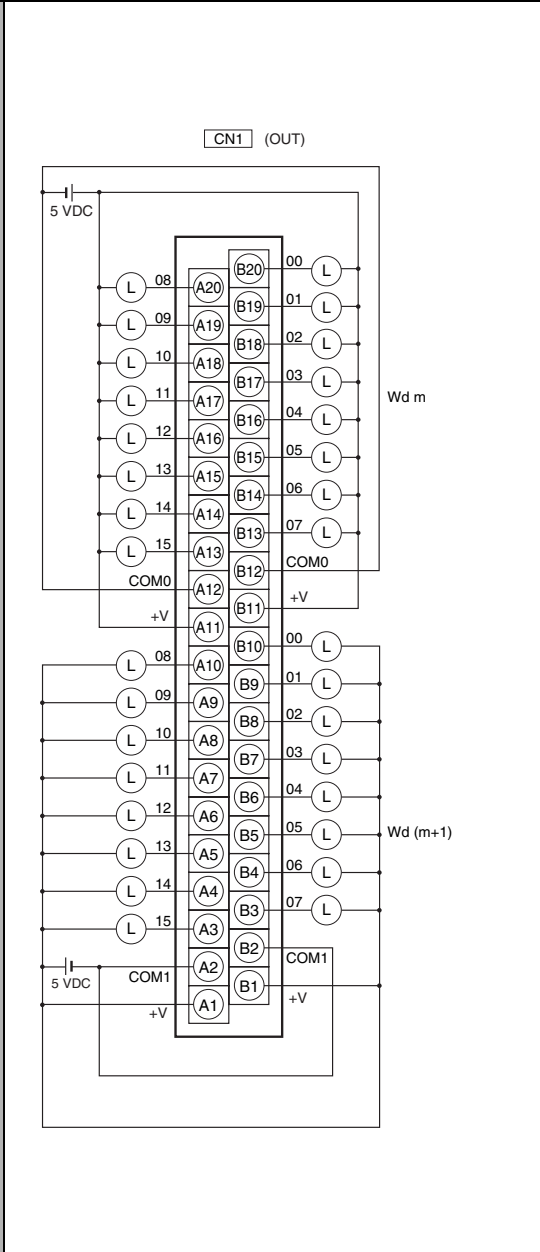 CN1 (OUT)
5 VDC
B20 00 L
L 08 A20
B19 01 L
L 09 A19
B18 02 L
L 10 A18
B17 03 L
Wd m
L 11 A17
B16 04 L
L 12 A16
B15 05 L
L 13 A15
B14 06 L
L 14 A14
B13 07 L
L 15 A13
B12 COM0
COM0 A12
B11 +V
+V A11
B10 00 L
L 08 A10
B9 01 L
L 09 A9
B8 02 L
L 10 A8
B7 03 L
L 11 A7
B6 04 L
L 12 A6
B5 05 L Wd (m+1)
L 13 A5
B4 06 L
L 14 A4
B3 07 L
L 15 A3
B2 COM1
5 VDC COM1 A2
B1 +V
+V A1